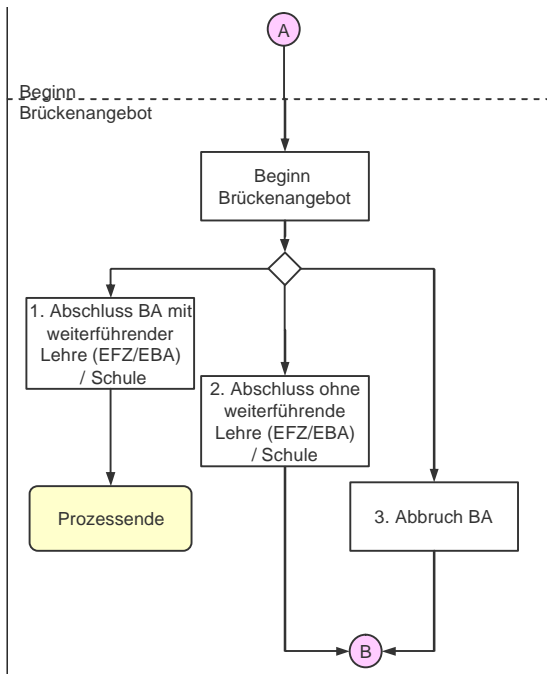 A
Beginn
Brückenangebot
Beginn
Brückenangebot
1. Abschluss BA mit
weiterführender
Lehre (EFZ/EBA)
/ Schule
2. Abschluss ohne
weiterführende
Lehre (EFZ/EBA)
/ Schule
Prozessende
3. Abbruch BA
B